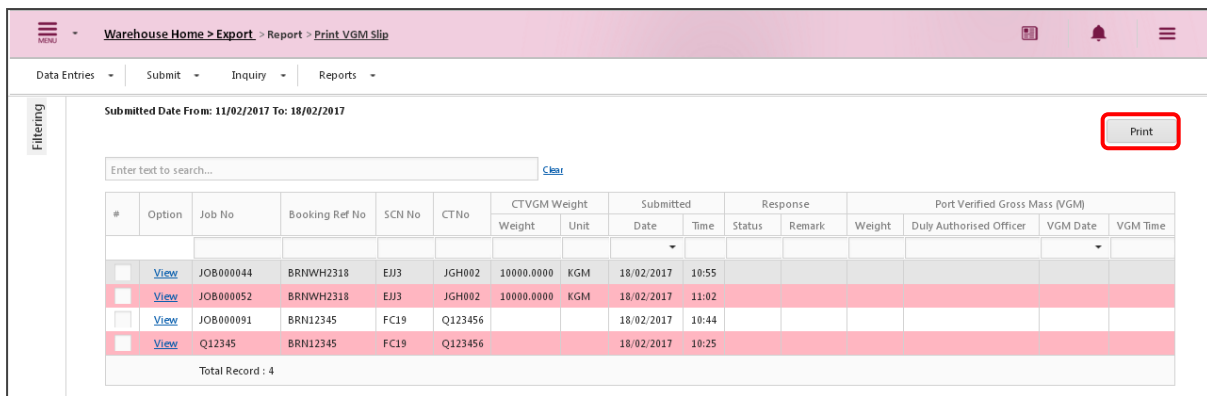 MENU Warehouse Home > Export > Report > Print VGM Slip
Data Entries Submit Inquiry Reports
Filtering
Submitted Date From: 11/02/2017 To: 18/02/2017
Print
Enter text to search... Clear
# Option Job No Booking Ref No SCN No CTNo CTVGM Weight Submitted Response Port Verified Gross Mass (VGM)
Weight Unit Date Time Status Remark Weight Duly Authorised Officer VGM Date VGM Time
View JOB000044 BRNWH2318 EJJ3 JGH002 10000.0000 KGM 18/02/2017 10:55
View JOB000052 BRNWH2318 EJJ3 JGH002 10000.0000 KGM 18/02/2017 11:02
View JOB000091 BRN12345 FC19 Q123456 18/02/2017 10:44
View Q12345 BRN12345 FC19 Q123456 18/02/2017 10:25
Total Record : 4